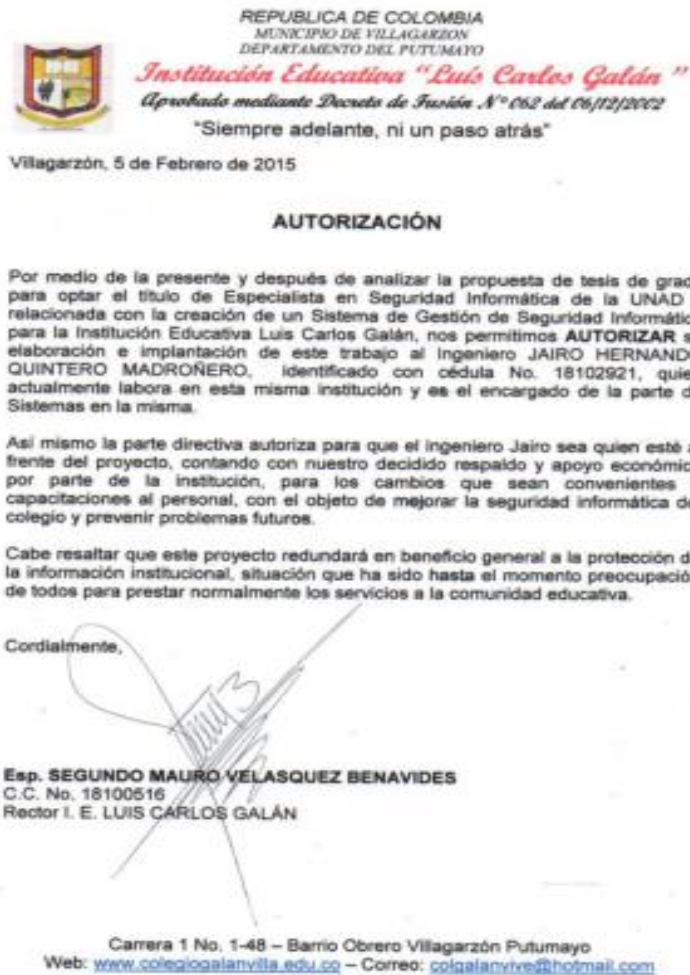 REPUBLICA DE COLOMBIA
MUNICIPIO DE VILLAGARZON
DEPARTAMENTO DEL PUTUMAYO
Institución Educativa “Luís Carlos Galán ”
Aprobado mediante Decreto de Fusión Nº 062 del 06/12/2002
"Siempre adelante, ni un paso atrás"
Villagarzón, 5 de Febrero de 2015
AUTORIZACIÓN
Por medio de la presente y después de analizar la propuesta de tesis de grad
para optar el título de Especialista en Seguridad Informática de la UNAD
relacionada con la creación de un Sistema de Gestión de Seguridad Informátic
para la Institución Educativa Luis Carlos Galán, nos permitimos AUTORIZAR s
elaboración e implantación de este trabajo al Ingeniero JAIRO HERNAND
QUINTERO MADROÑERO, identificado con cédula No. 18102921, quie
actualmente labora en esta misma institución y es el encargado de la parte d
Sistemas en la misma.
Así mismo la parte directiva autoriza para que el ingeniero Jairo sea quien esté a
frente del proyecto, contando con nuestro decidido respaldo y apoyo económic
por parte de la institución, para los cambios que sean convenientes
capacitaciones al personal, con el objeto de mejorar la seguridad informática de
colegio y prevenir problemas futuros.
Cabe resaltar que este proyecto redundará en beneficio general a la protección d
la información institucional, situación que ha sido hasta el momento preocupació
de todos para prestar normalmente los servicios a la comunidad educativa.
Cordialmente,
Esp. SEGUNDO MAURO VELASQUEZ BENAVIDES
C.C. No. 18100516
Rector I. E. LUIS CARLOS GALÁN
Carrera 1 No. 1-48 – Barrio Obrero Villagarzón Putumayo
Web: www.colegiogalanvilla.edu.co – Correo: colgalanvive@hotmail.com